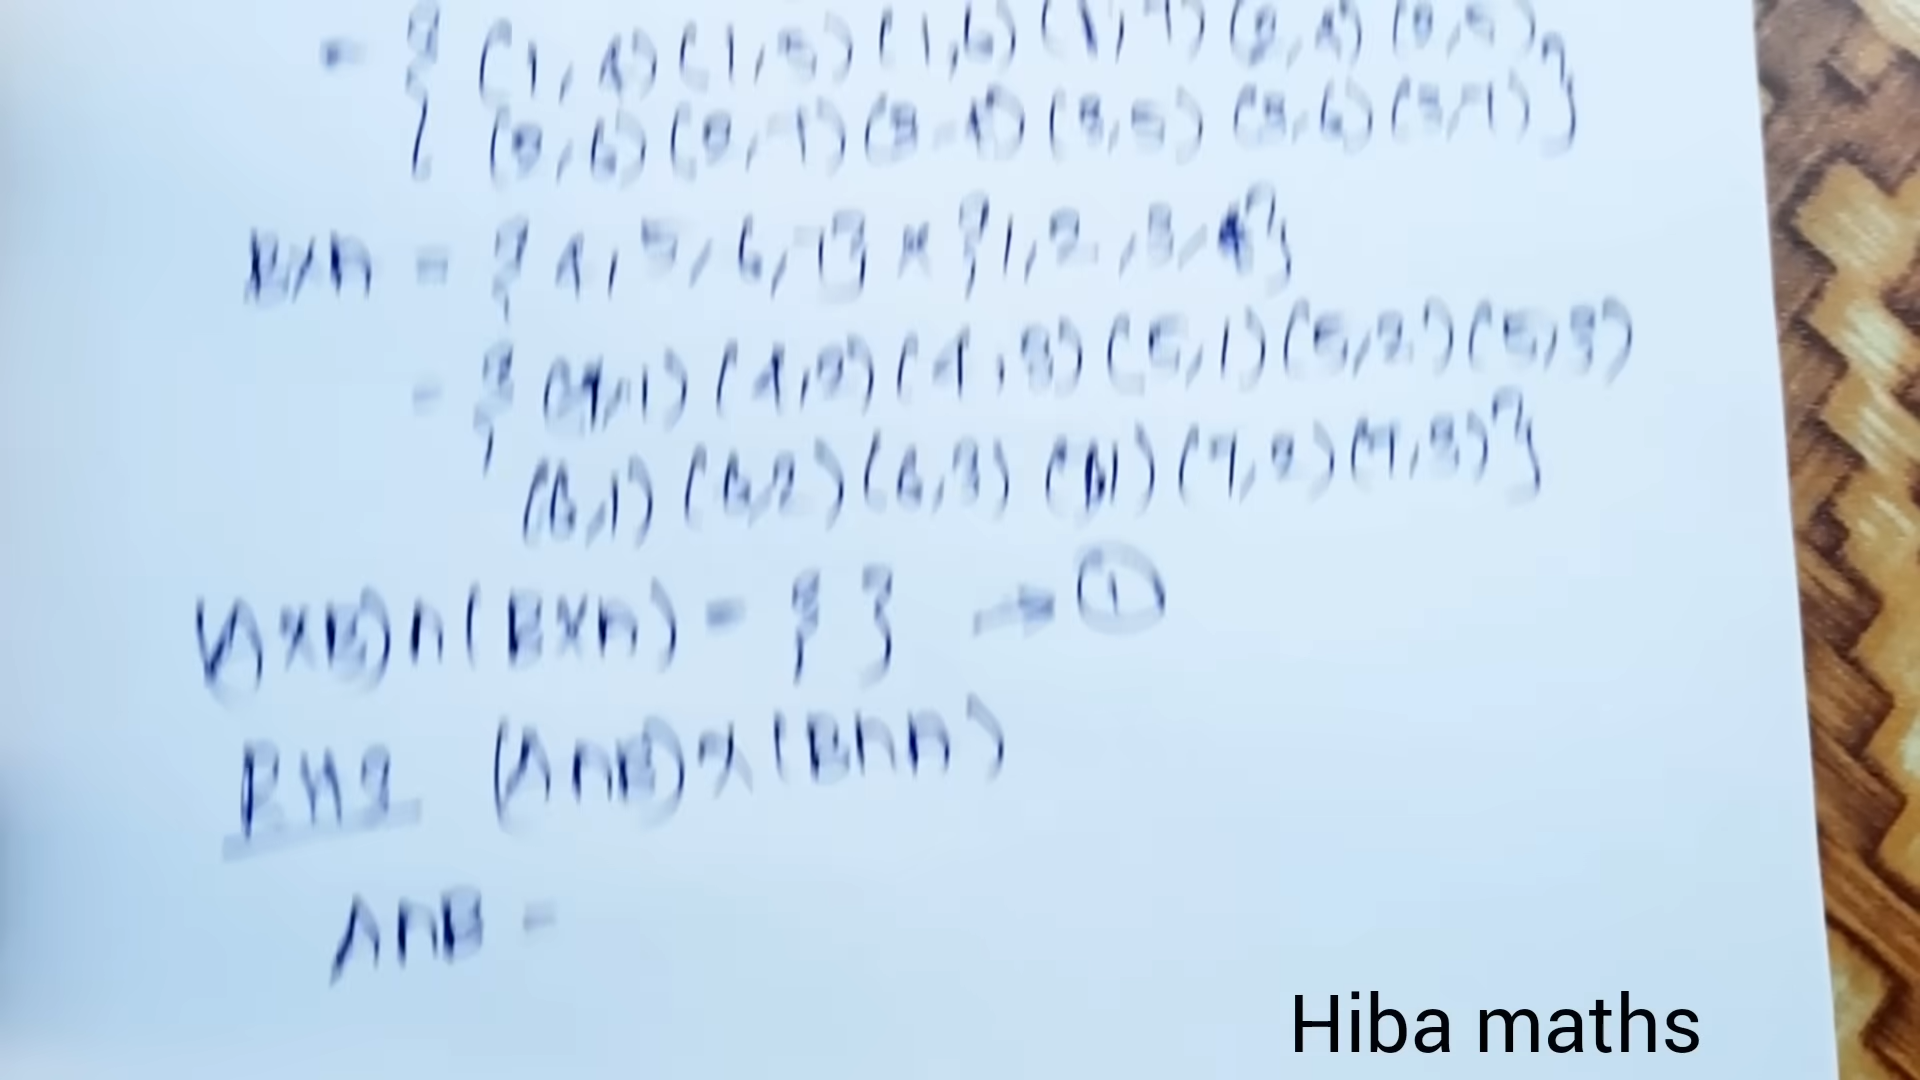 = { (1,4) (1,5) (1,6) (1,7) (2,4) (2,5)
(2,6) (2,7) (3,4) (3,5) (3,6) (3,7) }
B×A = {4,5,6,7} × {1,2,3,4}
= { (4,1) (4,2) (4,3) (5,1) (5,2) (5,3)
(6,1) (6,2) (6,3) (7,1) (7,2) (7,3) }
(A×B)∩(B×A) = { } → ①
RHS (A∩B)×(B∩A)
A∩B =
Hiba maths